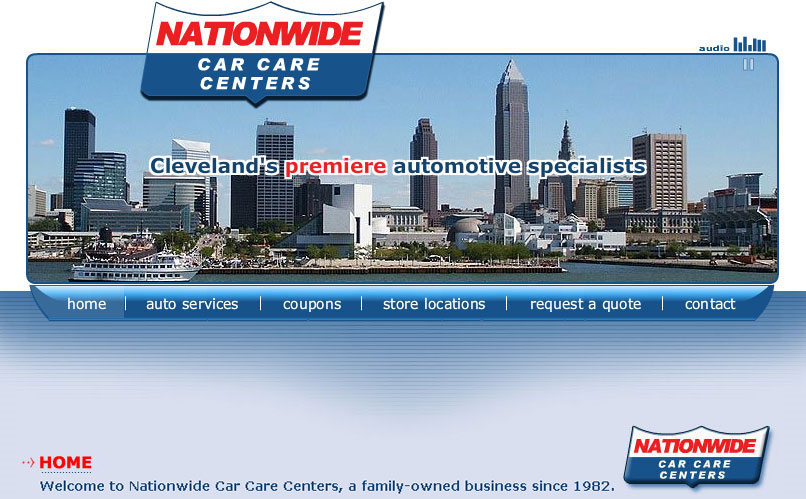 NATIONWIDE
CAR CARE
CENTERS
audio
Cleveland's premiere automotive specialists
home auto services coupons store locations request a quote contact
NATIONWIDE
CAR CARE
CENTERS
HOME
Welcome to Nationwide Car Care Centers, a family-owned business since 1982.